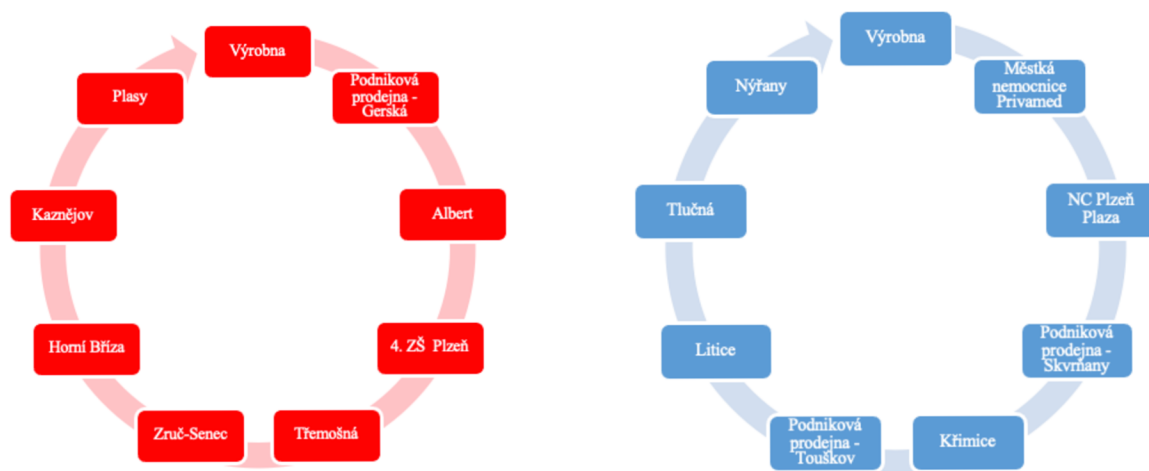 Výrobna
Podniková
prodejna -
Gerská
Albert
4. ZŠ  Plzeň
Třemošná
Zruč-Senec
Horní Bříza
Kaznějov
Plasy
Výrobna
Městká
nemocnice
Privamed
NC Plzeň
Plaza
Podniková
prodejna -
Skvrňany
Křimice
Podniková
prodejna -
Touškov
Litice
Tlučná
Nýřany